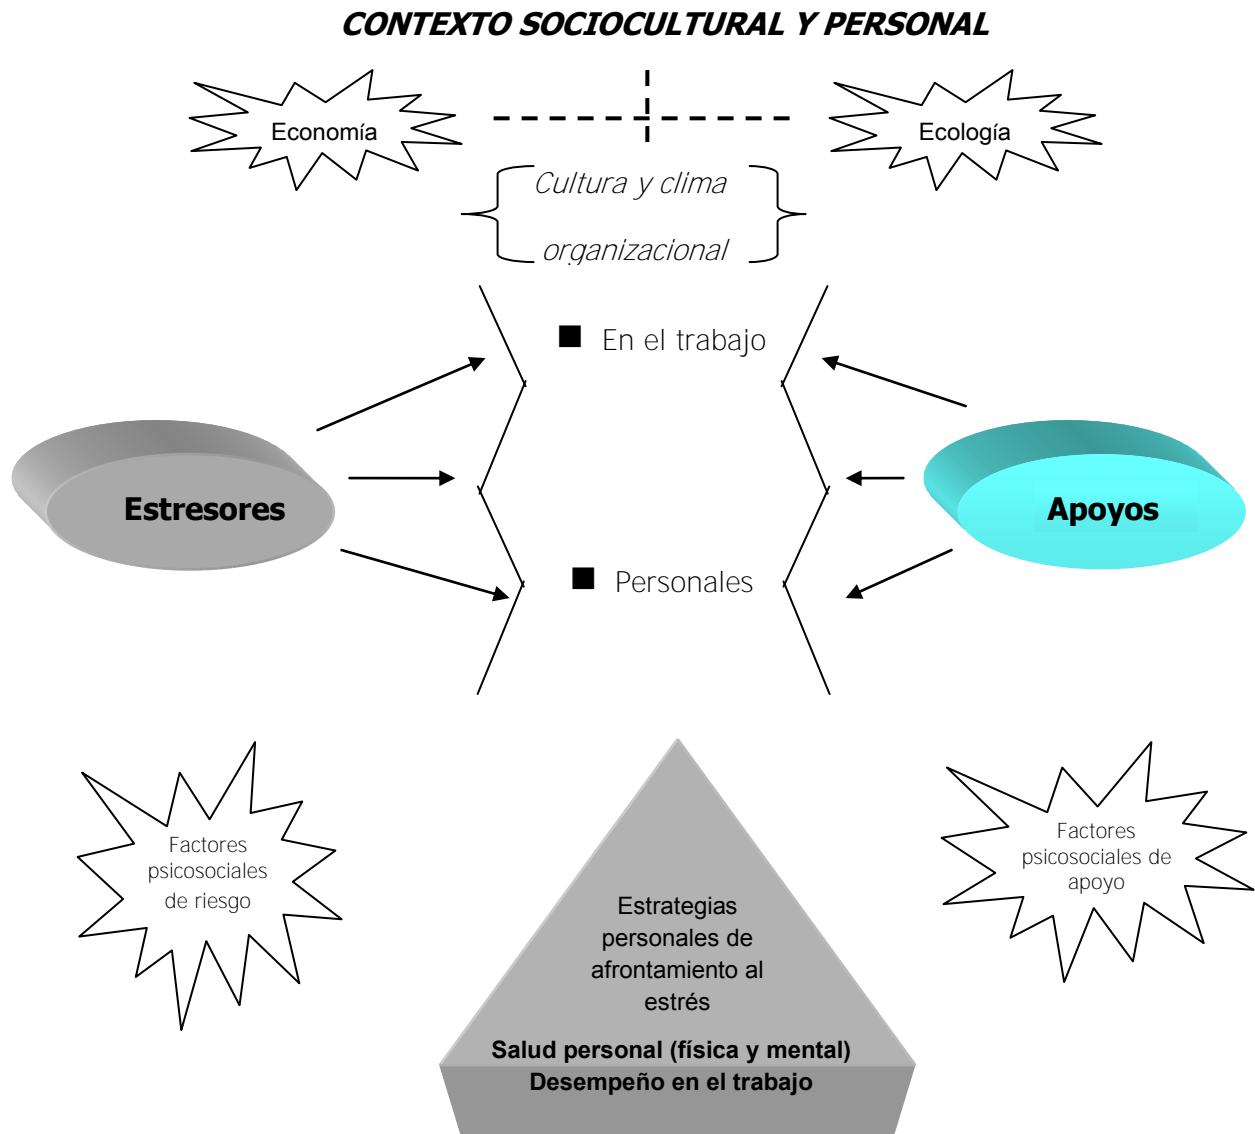 CONTEXTO SOCIOCULTURAL Y PERSONAL
Economía
Ecología
Cultura y clima
organizacional
■ En el trabajo
Estresores
Apoyos
■ Personales
Factores
psicosociales
de riesgo
Factores
psicosociales de
apoyo
Estrategias
personales de
afrontamiento al
estrés
Salud personal (física y mental)
Desempeño en el trabajo